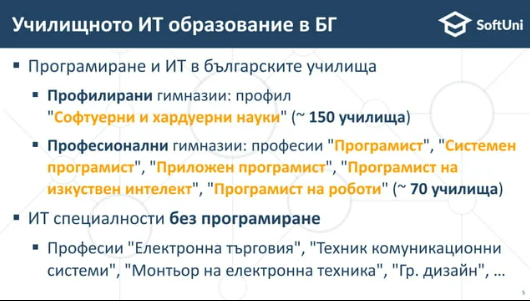 Училищното ИТ образование в БГ
SoftUni
Програмиране и ИТ в българските училища
Профилирани гимназии: профил
"Софтуерни и хардуерни науки" (~ 150 училища)
Професионални гимназии: професии "Програмист", "Системен
програмист", "Приложен програмист", "Програмист на
изкуствен интелект", "Програмист на роботи" (~ 70 училища)
ИТ специалности без програмиране
Професии "Електронна търговия", "Техник комуникационни
системи", "Монтьор на електронна техника", "Гр. дизайн", ...